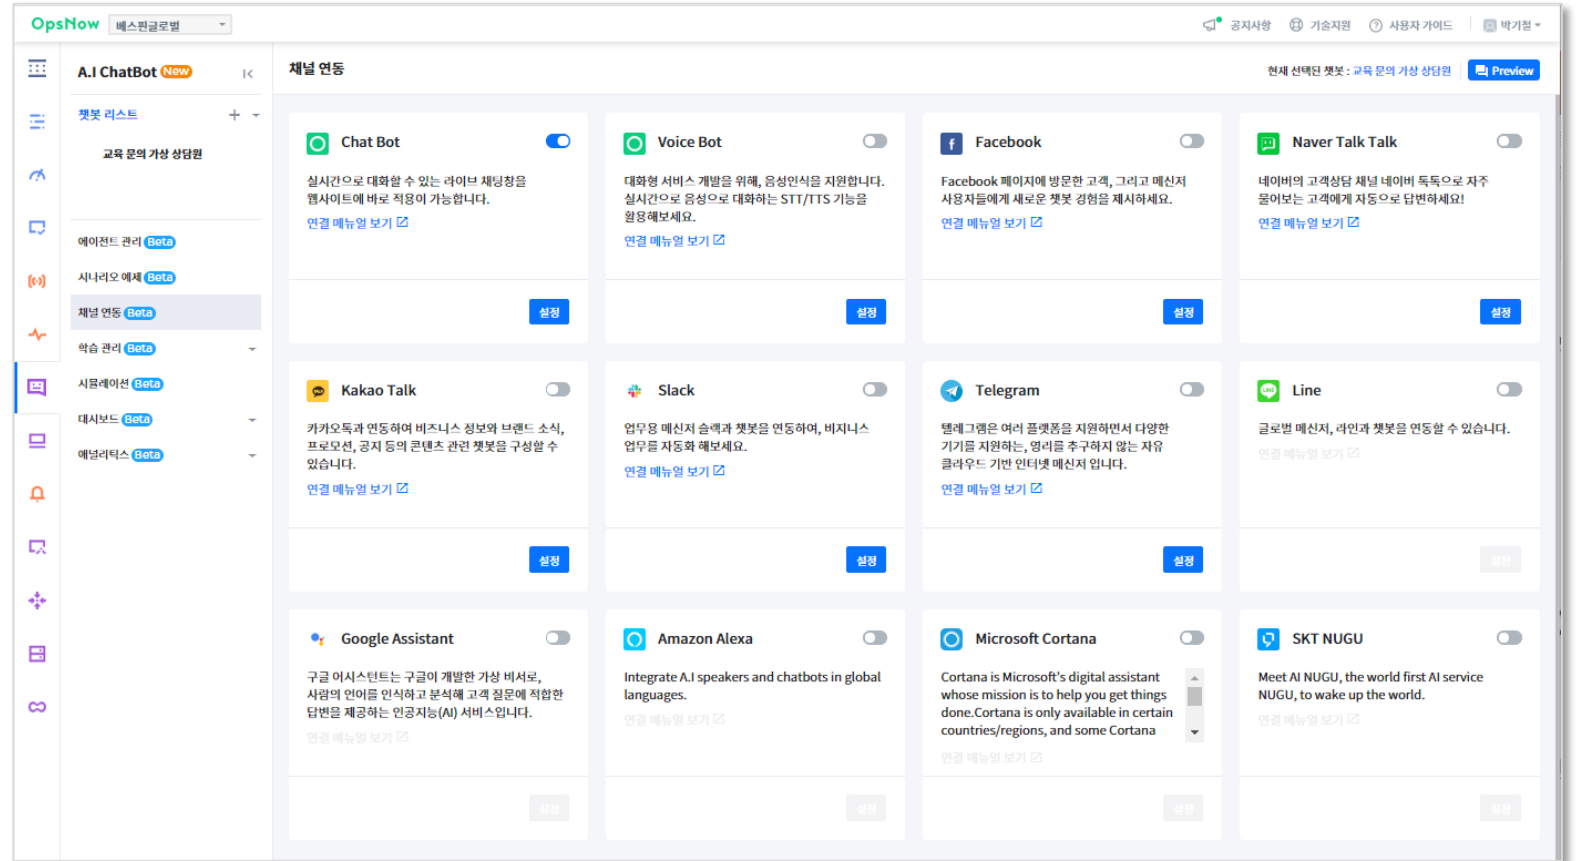 OpsNow 베스핀글로벌
공지사항 기술지원 사용자 가이드 박기철
A.I ChatBot New
챗봇 리스트
교육 문의 가상 상담원
에이전트 관리 Beta
시나리오 예제 Beta
채널 연동 Beta
학습 관리 Beta
시뮬레이션 Beta
대시보드 Beta
애널리틱스 Beta
채널 연동
현재 선택된 챗봇 : 교육 문의 가상 상담원 Preview
Chat Bot
실시간으로 대화할 수 있는 라이브 채팅창을
웹사이트에 바로 적용이 가능합니다.
연결 메뉴얼 보기
설정
Voice Bot
대화형 서비스 개발을 위해, 음성인식을 지원합니다.
실시간으로 음성으로 대화하는 STT/TTS 기능을
활용해보세요.
연결 메뉴얼 보기
설정
Facebook
Facebook 페이지에 방문한 고객, 그리고 메신저
사용자들에게 새로운 챗봇 경험을 제시하세요.
연결 메뉴얼 보기
설정
Naver Talk Talk
네이버의 고객상담 채널 네이버 톡톡으로 자주
물어보는 고객에게 자동으로 답변하세요!
연결 메뉴얼 보기
설정
Kakao Talk
카카오톡과 연동하여 비즈니스 정보와 브랜드 소식,
프로모션, 공지 등의 콘텐츠 관련 챗봇을 구성할 수
있습니다.
연결 메뉴얼 보기
설정
Slack
업무용 메신저 슬랙과 챗봇을 연동하여, 비지니스
업무를 자동화 해보세요.
연결 메뉴얼 보기
설정
Telegram
텔레그램은 여러 플랫폼을 지원하면서 다양한
기기를 지원하는, 영리를 추구하지 않는 자유
클라우드 기반 인터넷 메신저 입니다.
연결 메뉴얼 보기
설정
Line
글로벌 메신저, 라인과 챗봇을 연동할 수 있습니다.
연결 메뉴얼 보기
설정
Google Assistant
구글 어시스턴트는 구글이 개발한 가상 비서로,
사람의 언어를 인식하고 분석해 고객 질문에 적합한
답변을 제공하는 인공지능(AI) 서비스입니다.
연결 메뉴얼 보기
설정
Amazon Alexa
Integrate A.I speakers and chatbots in global
languages.
연결 메뉴얼 보기
설정
Microsoft Cortana
Cortana is Microsoft's digital assistant
whose mission is to help you get things
done.Cortana is only available in certain
countries/regions, and some Cortana
연결 메뉴얼 보기
설정
SKT NUGU
Meet AI NUGU, the world first AI service
NUGU, to wake up the world.
연결 메뉴얼 보기
설정